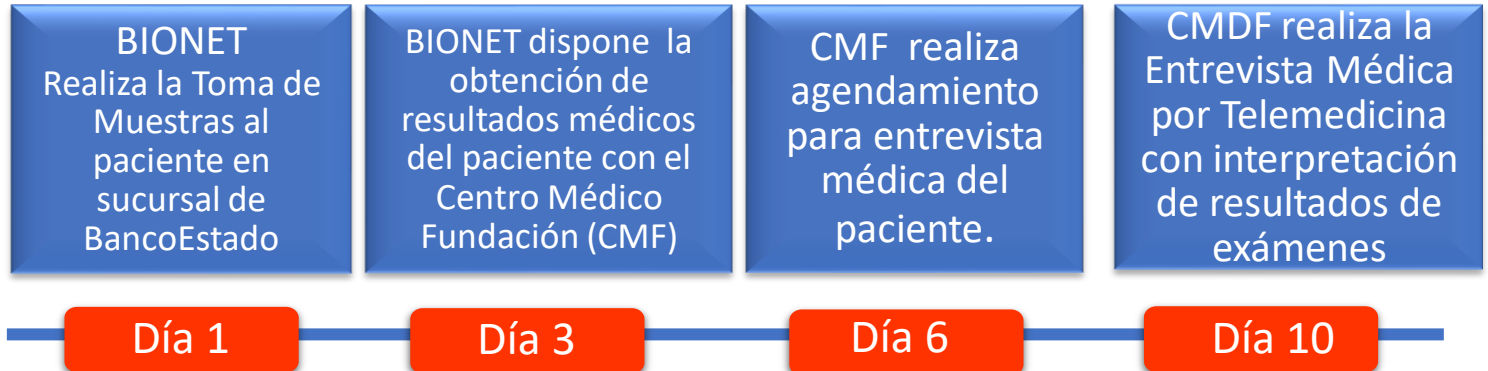 BIONET
Realiza la Toma de
Muestras al
paciente en
sucursal de
BancoEstado
BIONET dispone la
obtención de
resultados médicos
del paciente con el
Centro Médico
Fundación (CMF)
CMF realiza
agendamiento
para entrevista
médica del
paciente.
CMDF realiza la
Entrevista Médica
por Telemedicina
con interpretación
de resultados de
exámenes
Día 1
Día 3
Día 6
Día 10